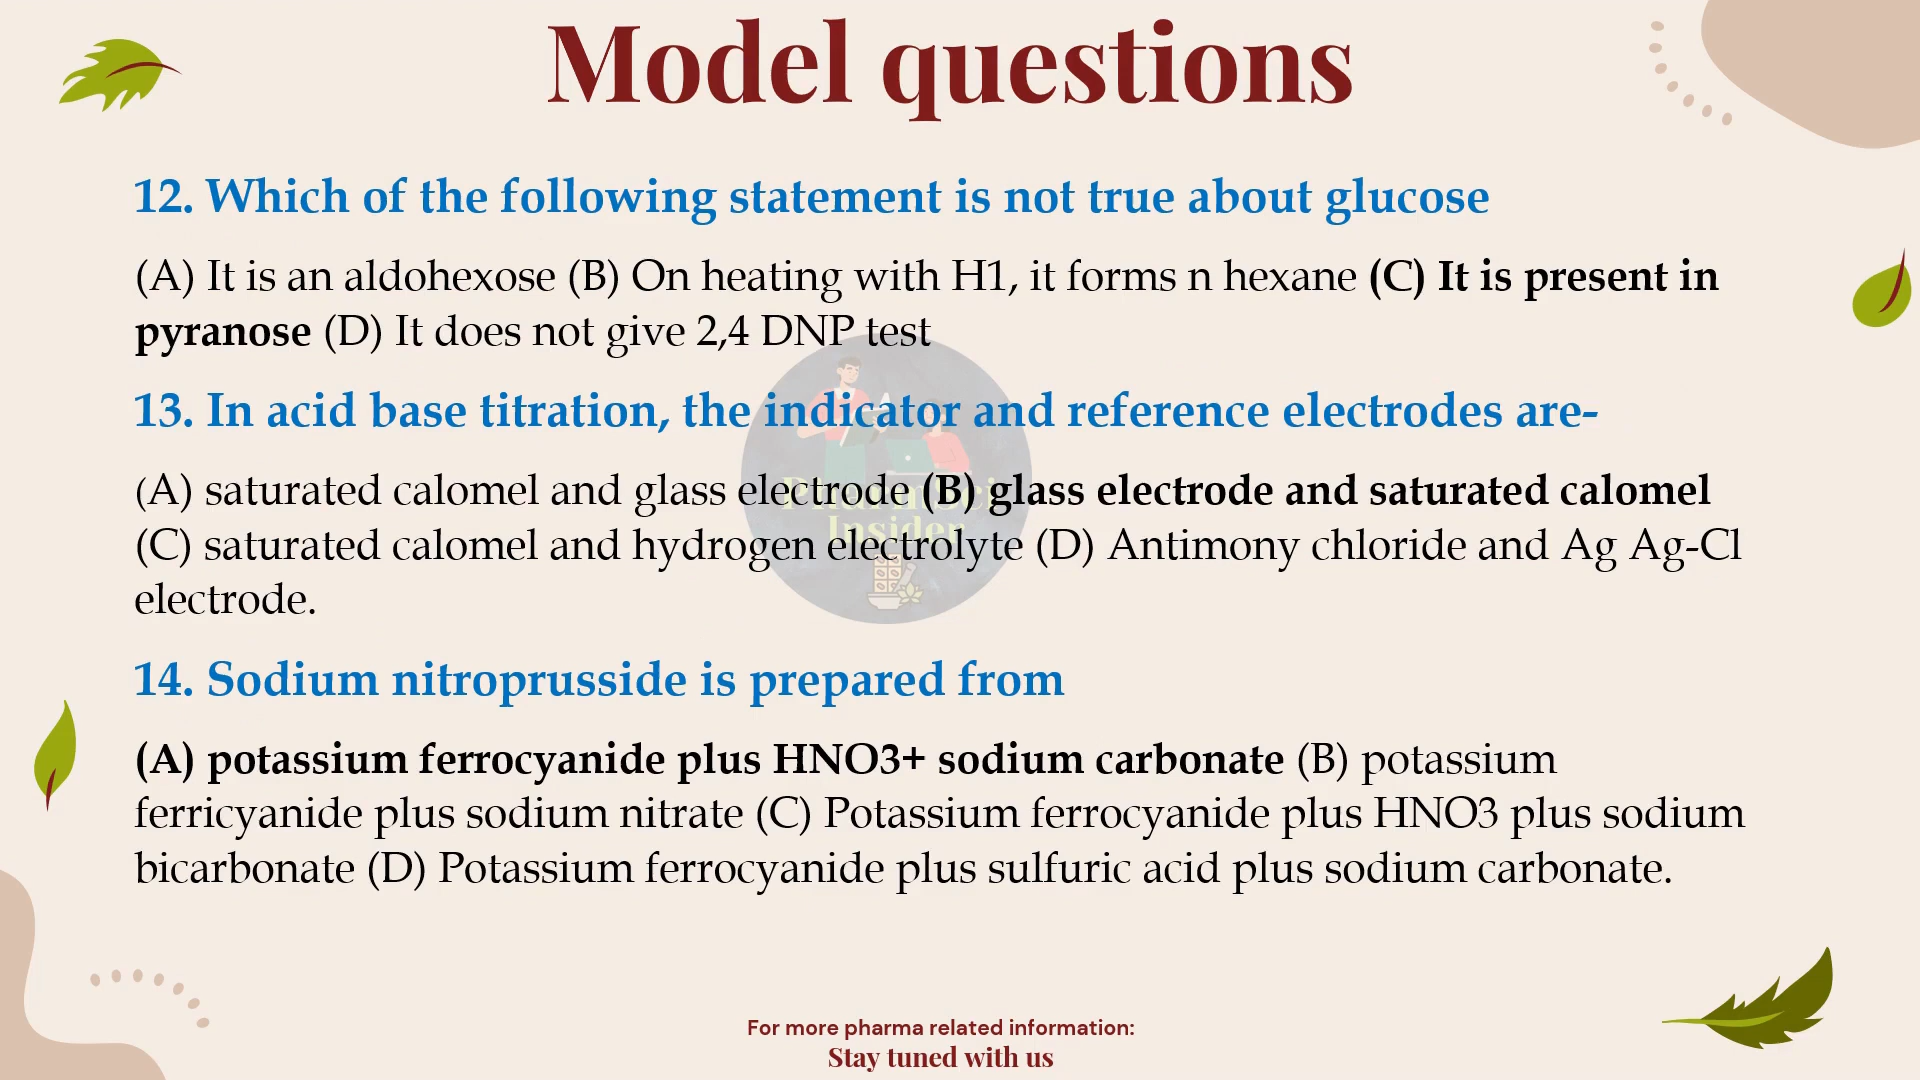 Model questions
12. Which of the following statement is not true about glucose
(A) It is an aldohexose (B) On heating with H1, it forms n hexane (C) It is present in
pyranose (D) It does not give 2,4 DNP test
13. In acid base titration, the indicator and reference electrodes are-
(A) saturated calomel and glass electrode (B) glass electrode and saturated calomel
(C) saturated calomel and hydrogen electrolyte (D) Antimony chloride and Ag Ag-Cl
electrode.
PharmSci
Insider
14. Sodium nitroprusside is prepared from
(A) potassium ferrocyanide plus HNO3+ sodium carbonate (B) potassium
ferricyanide plus sodium nitrate (C) Potassium ferrocyanide plus HNO3 plus sodium
bicarbonate (D) Potassium ferrocyanide plus sulfuric acid plus sodium carbonate.
For more pharma related information:
Stay tuned with us